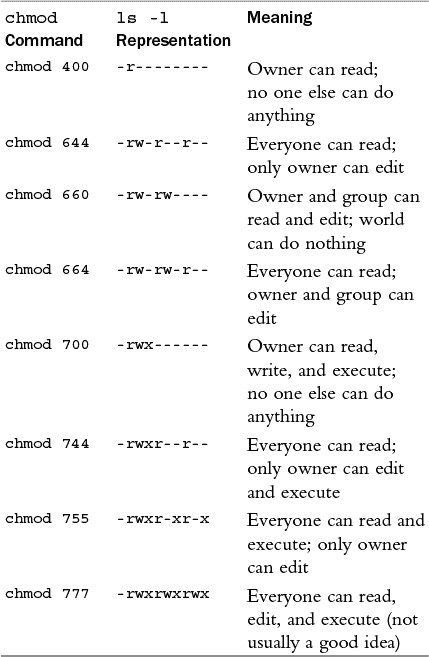 chmod ls -l Meaning
Command Representation
chmod 400 -r-------- Owner can read;
no one else can do
anything
chmod 644 -rw-r--r-- Everyone can read;
only owner can edit
chmod 660 -rw-rw---- Owner and group can
read and edit; world
can do nothing
chmod 664 -rw-rw-r-- Everyone can read;
owner and group can
edit
chmod 700 -rwx------ Owner can read,
write, and execute;
no one else can do
anything
chmod 744 -rwxr--r-- Everyone can read;
only owner can edit
and execute
chmod 755 -rwxr-xr-x Everyone can read and
execute; only owner
can edit
chmod 777 -rwxrwxrwx Everyone can read,
edit, and execute (not
usually a good idea)